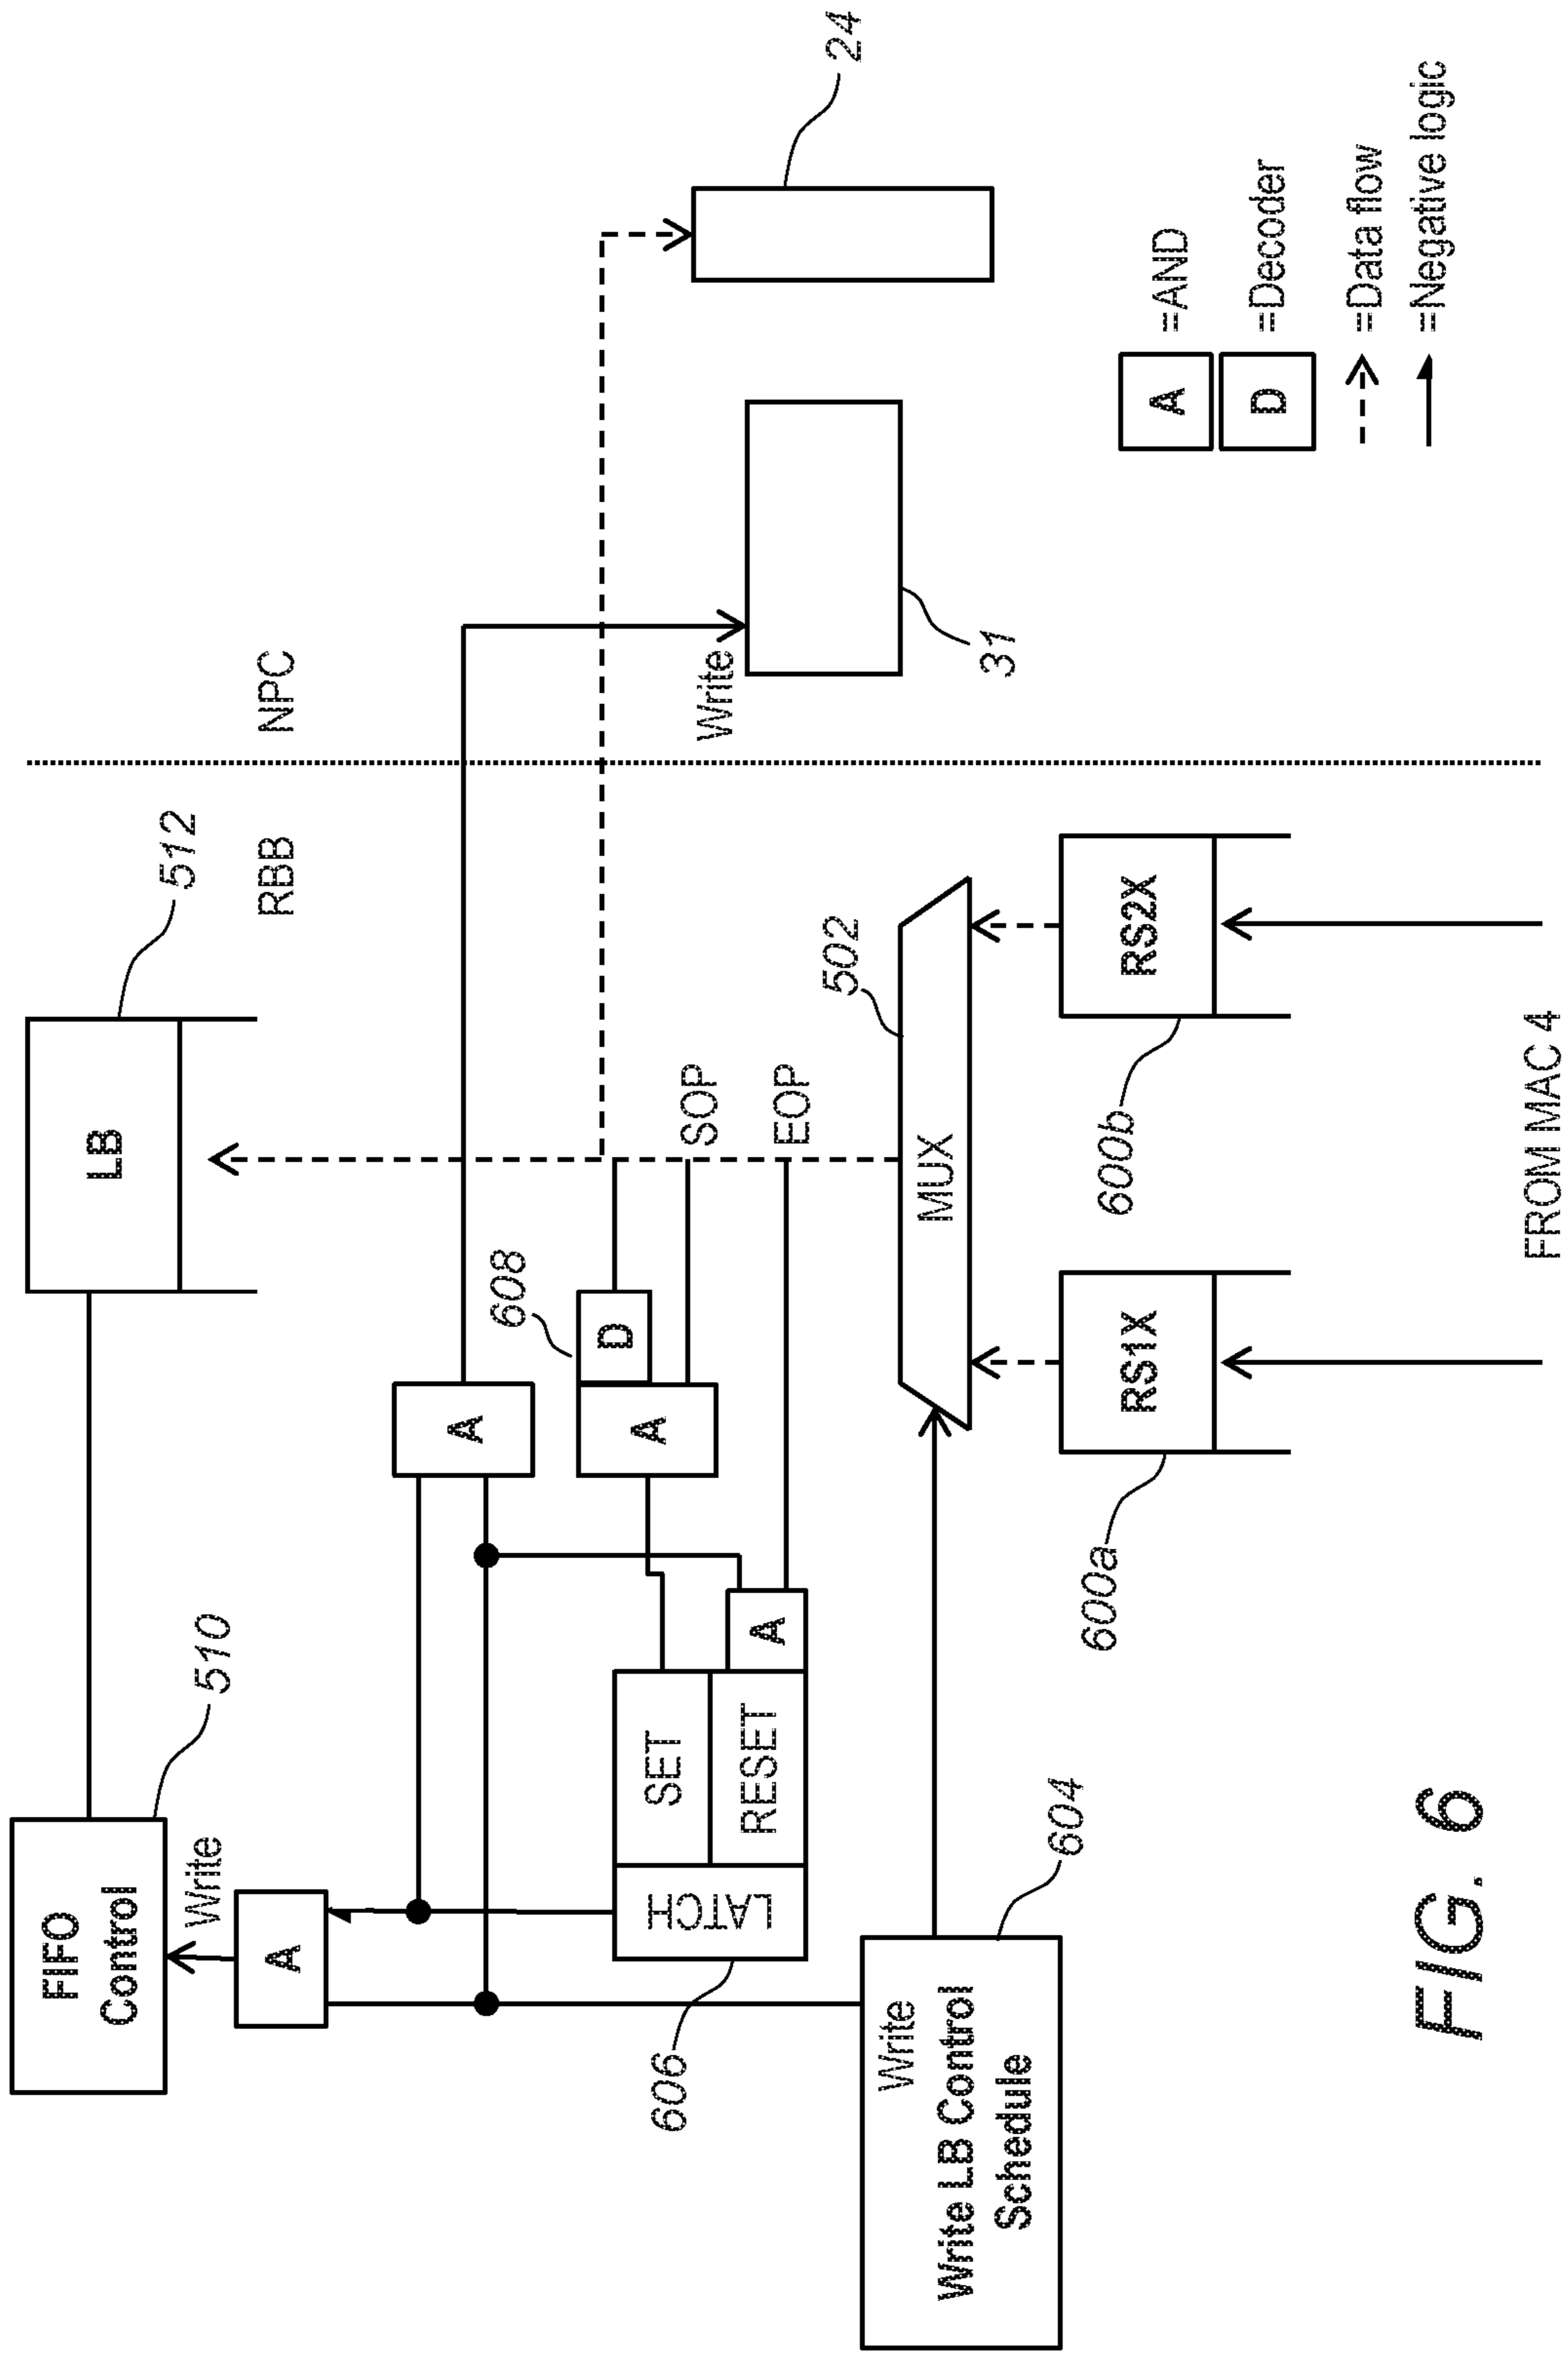 FIFO
Control
510
Write
A
LB
512
RBB
NPC
A
608
D
A
SOP
EOP
Write
31
24
LATCH
SET
RESET
A
606
Write
Write LB Control
Schedule
604
MUX
502
RS1X
600a
RS2X
600b
FROM MAC 4
A
=AND
D
=Decoder
=Data flow
=Negative logic
FIG. 6